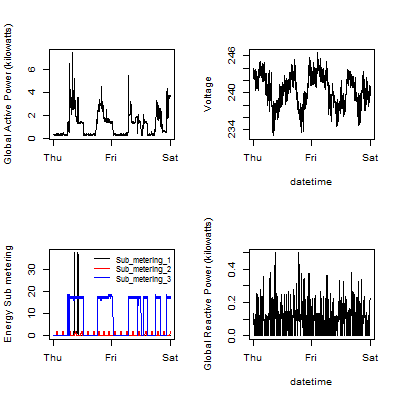 Global Active Power (kilowatts)
0 2 4 6
Thu Fri Sat
Voltage
234 240 246
Thu Fri Sat
datetime
Energy Sub metering
0 10 20 30
Sub_metering_1
Sub_metering_2
Sub_metering_3
Thu Fri Sat
Global Reactive Power (kilowatts)
0.0 0.2 0.4
Thu Fri Sat
datetime